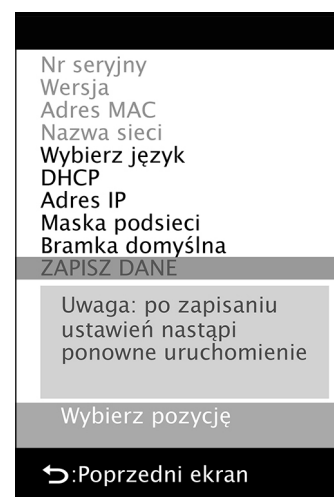 Nr seryjny
Wersja
Adres MAC
Nazwa sieci
Wybierz język
DHCP
Adres IP
Maska podsieci
Bramka domyślna
ZAPISZ DANE
Uwaga: po zapisaniu
ustawień nastąpi
ponowne uruchomienie
Wybierz pozycję
:Poprzedni ekran